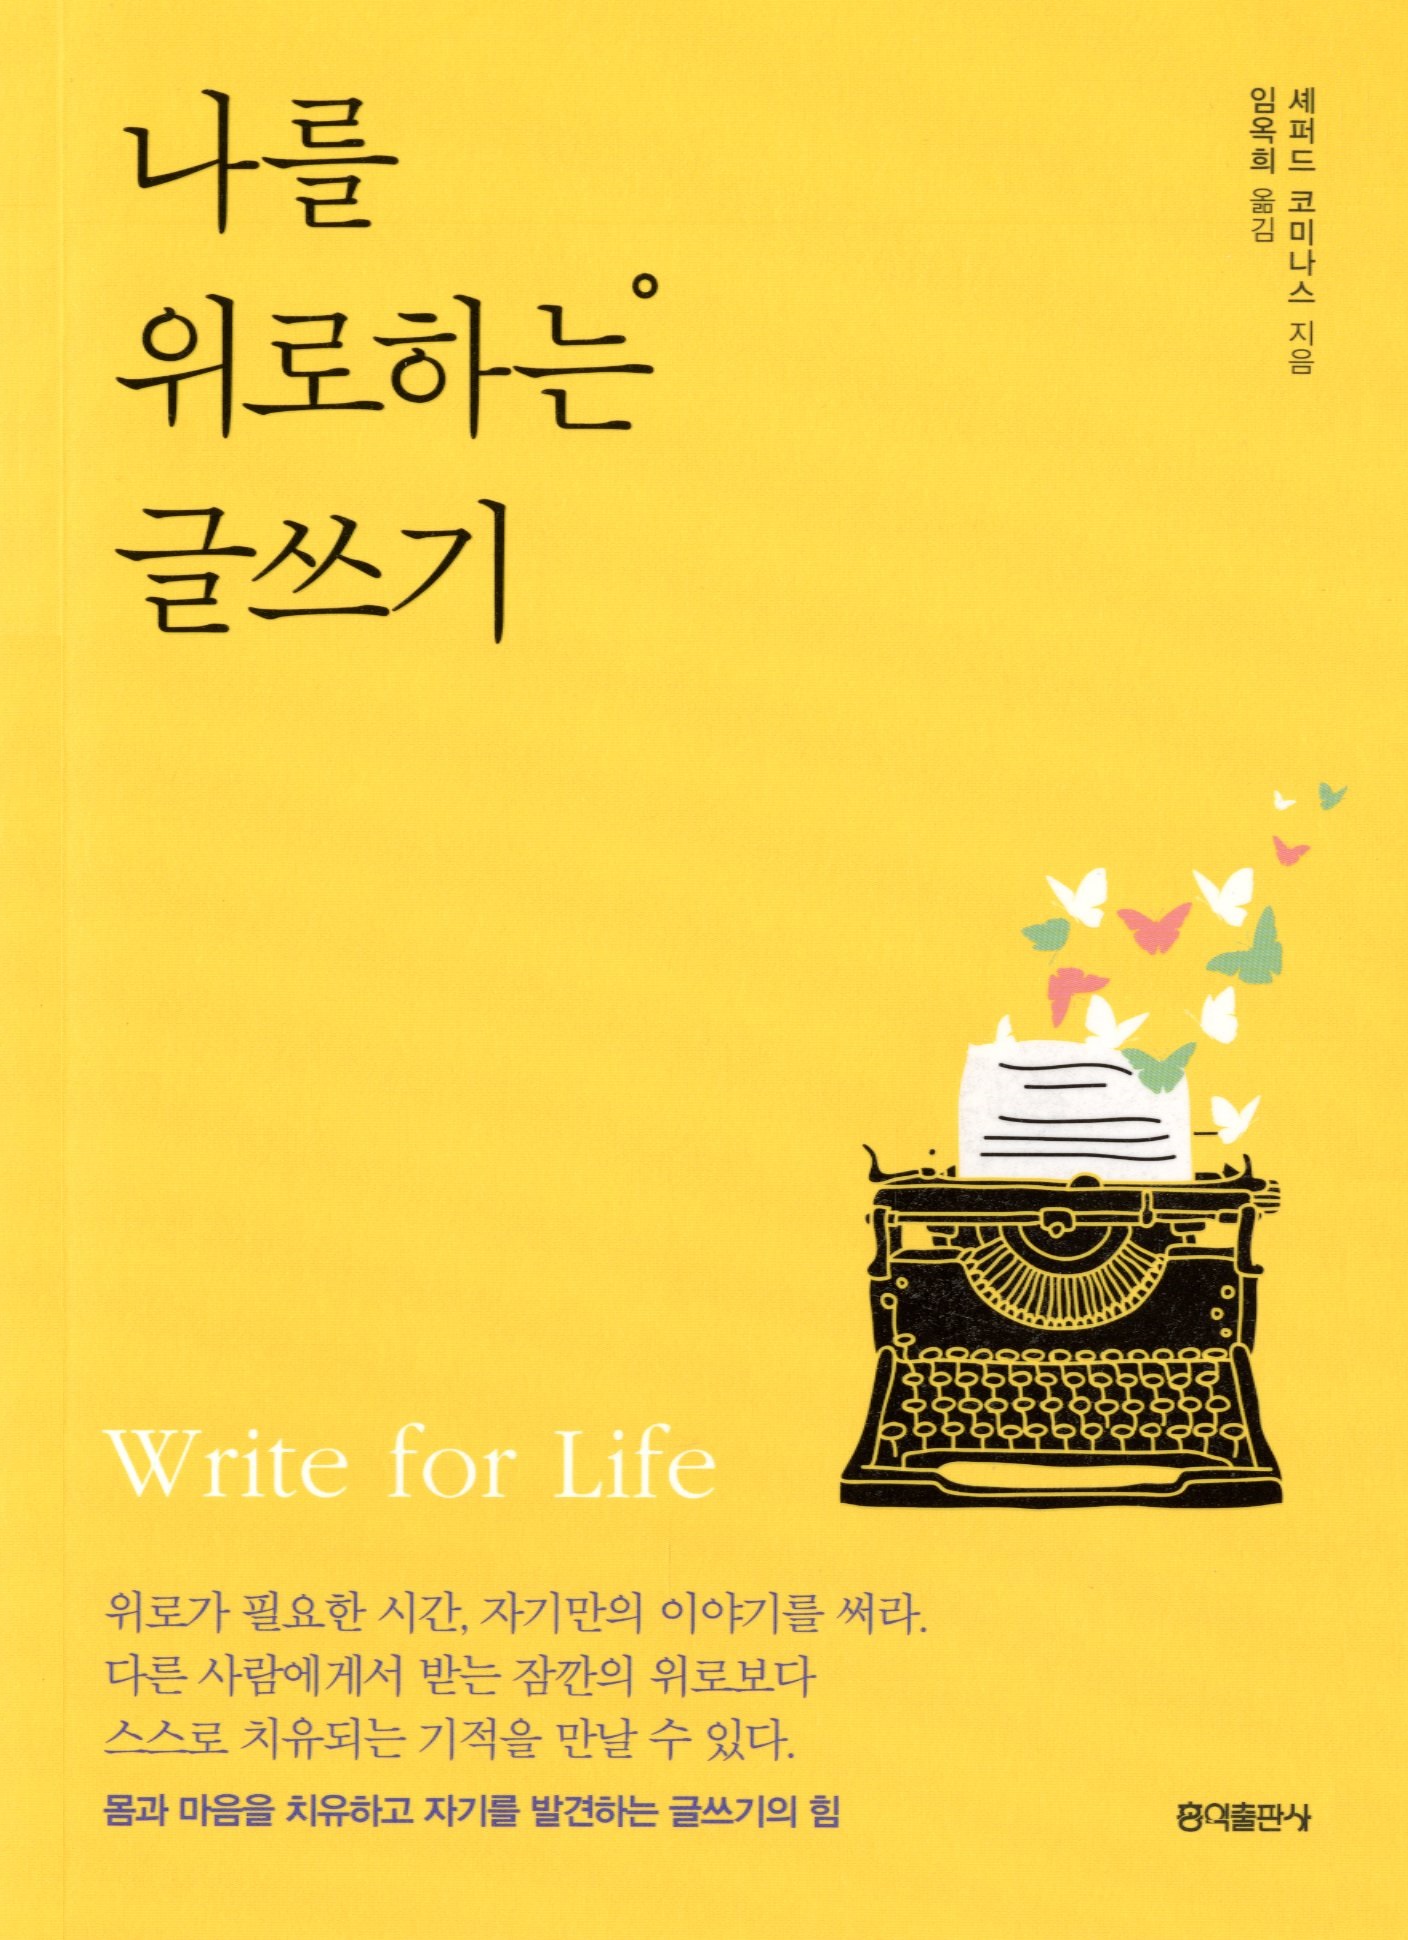 나를
위로하는
글쓰기
셰퍼드 코미나스 지음
임옥희 옮김
Write for Life
위로가 필요한 시간, 자기만의 이야기를 써라.
다른 사람에게서 받는 잠깐의 위로보다
스스로 치유되는 기적을 만날 수 있다.
몸과 마음을 치유하고 자기를 발견하는 글쓰기의 힘
홍익출판사